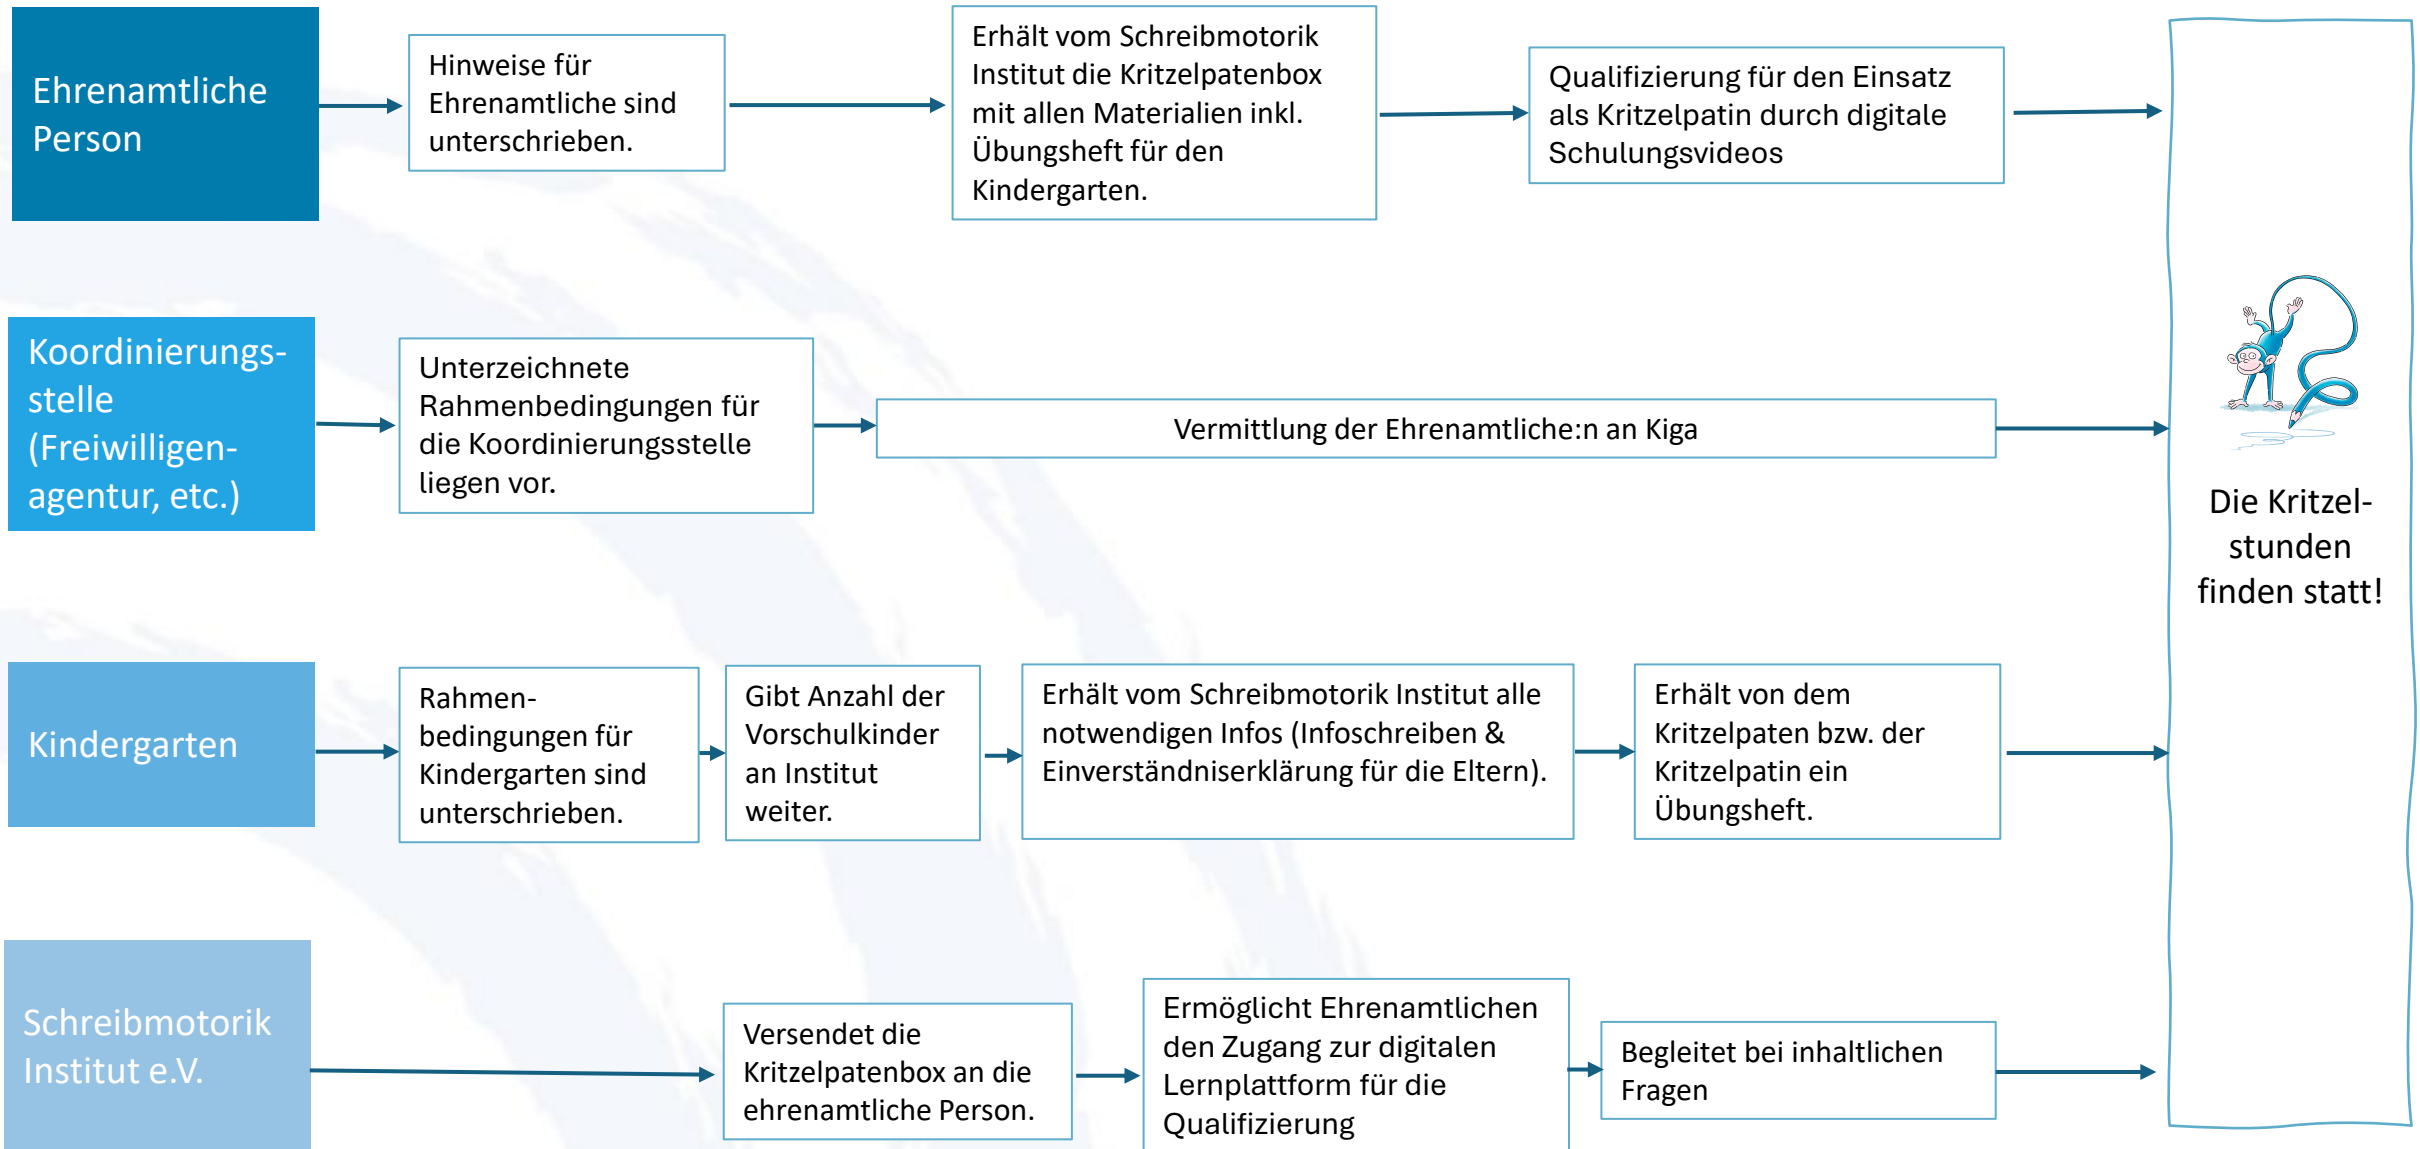 Ehrenamtliche
Person
Hinweise für
Ehrenamtliche sind
unterschrieben.
Erhält vom Schreibmotorik
Institut die Kritzelpatenbox
mit allen Materialien inkl.
Übungsheft für den
Kindergarten.
Qualifizierung für den Einsatz
als Kritzelpatin durch digitale
Schulungsvideos
Koordinierungs-
stelle
(Freiwilligen-
agentur, etc.)
Unterzeichnete
Rahmenbedingungen für
die Koordinierungsstelle
liegen vor.
Vermittlung der Ehrenamtliche:n an Kiga
Kindergarten
Rahmen-
bedingungen für
Kindergarten sind
unterschrieben.
Gibt Anzahl der
Vorschulkinder
an Institut
weiter.
Erhält vom Schreibmotorik Institut alle
notwendigen Infos (Infoschreiben &
Einverständniserklärung für die Eltern).
Erhält von dem
Kritzelpaten bzw. der
Kritzelpatin ein
Übungsheft.
Schreibmotorik
Institut e.V.
Versendet die
Kritzelpatenbox an die
ehrenamtliche Person.
Ermöglicht Ehrenamtlichen
den Zugang zur digitalen
Lernplattform für die
Qualifizierung
Begleitet bei inhaltlichen
Fragen
Die Kritzel-
stunden
finden statt!